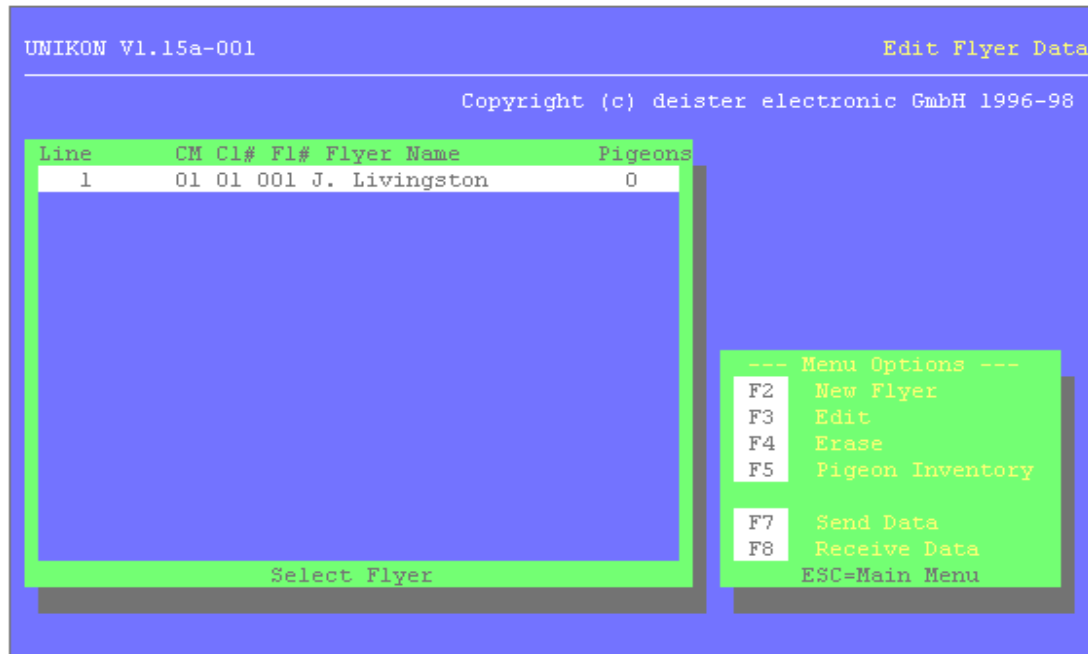 UNIKON V1.15a-001 Edit Flyer Data
Copyright (c) deister electronic GmbH 1996-98
Line CM Cl# Fl# Flyer Name Pigeons
1 01 01 001 J. Livingston 0
Select Flyer
--- Menu Options ---
F2 New Flyer
F3 Edit
F4 Erase
F5 Pigeon Inventory
F7 Send Data
F8 Receive Data
ESC=Main Menu